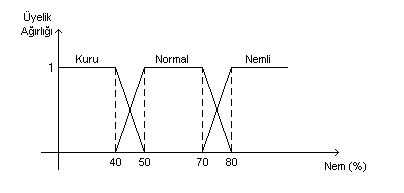 Üyelik
Ağırlığı
Kuru Normal Nemli
1
40 50 70 80
Nem (%)